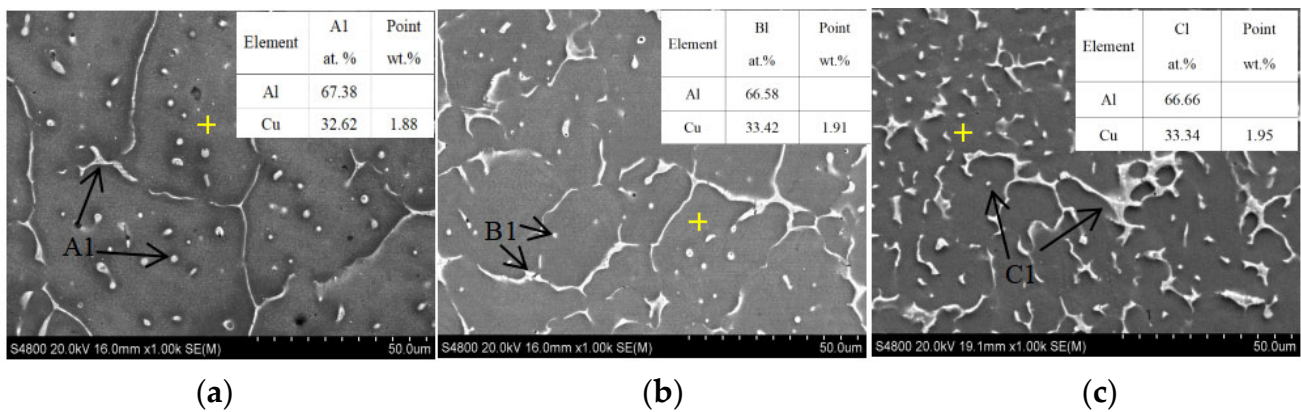 Element A1 Point
at. % wt.%
Al 67.38
Cu 32.62 1.88
A1
S4800 20.0kV 16.0mm x1.00k SE(M) 50.0um
(a)
Element Bl Point
at.% wt.%
Al 66.58
Cu 33.42 1.91
B1
S4800 20.0kV 16.0mm x1.00k SE(M) 50.0um
(b)
Element Cl Point
at.% wt.%
Al 66.66
Cu 33.34 1.95
C1
S4800 20.0kV 19.1mm x1.00k SE(M) 50.0um
(c)